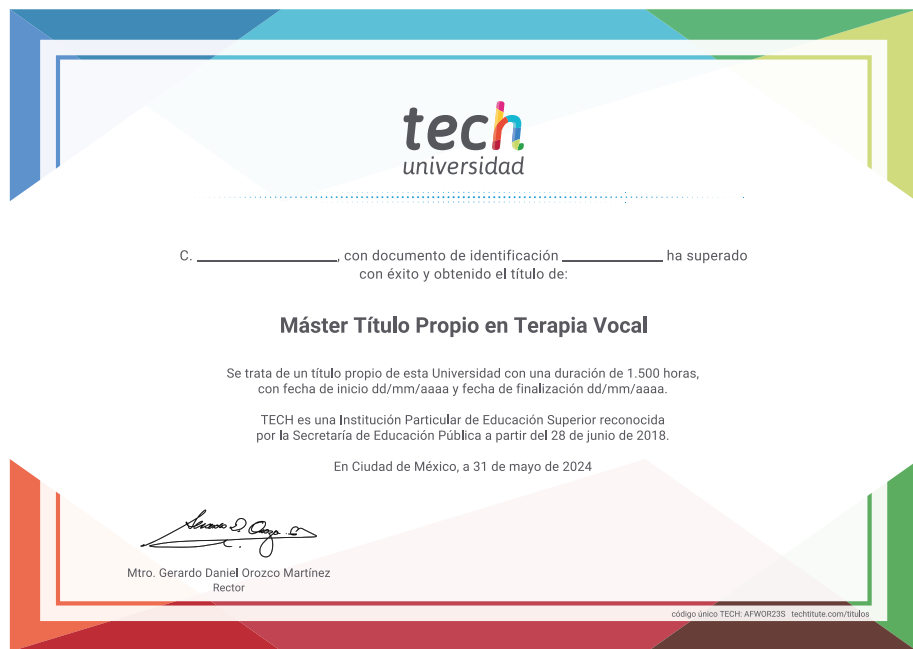 tech
universidad
C. ____________________, con documento de identificación ______________ ha superado
con éxito y obtenido el título de:
Máster Título Propio en Terapia Vocal
Se trata de un título propio de esta Universidad con una duración de 1.500 horas,
con fecha de inicio dd/mm/aaaa y fecha de finalización dd/mm/aaaa.
TECH es una Institución Particular de Educación Superior reconocida
por la Secretaría de Educación Pública a partir del 28 de junio de 2018.
En Ciudad de México, a 31 de mayo de 2024
Mtro. Gerardo Daniel Orozco Martínez
Rector
código único TECH: AFWOR23S techtitute.com/titulos